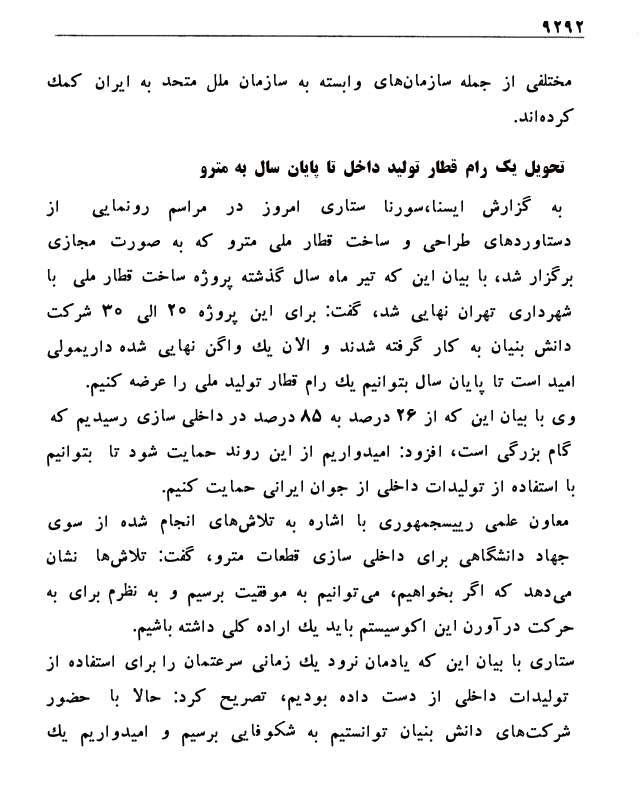 ۹۲۹۲
مختلفی از جمله سازمان‌های وابسته به سازمان ملل متحد به ایران کمک
کرده‌اند.
تحویل یک رام قطار تولید داخل تا پایان سال به مترو
به گزارش ایسنا،سورنا ستاری امروز در مراسم رونمایی از
دستاوردهای طراحی و ساخت قطار ملی مترو که به صورت مجازی
برگزار شد، با بیان این که تیر ماه سال گذشته پروژه ساخت قطار ملی با
شهرداری تهران نهایی شد، گفت: برای این پروژه ۲۰ الی ۳۰ شرکت
دانش بنیان به کار گرفته شدند و الان یك واگن نهایی شده داریمولی
امید است تا پایان سال بتوانیم یك رام قطار تولید ملی را عرضه کنیم.
وی با بیان این که از ۲۶ درصد به ۸۵ درصد در داخلی سازی رسیدیم که
گام بزرگی است، افزود: امیدواریم از این روند حمایت شود تا بتوانیم
با استفاده از تولیدات داخلی از جوان ایرانی حمایت کنیم.
معاون علمی رییسجمهوری با اشاره به تلاش‌های انجام شده از سوی
جهاد دانشگاهی برای داخلی سازی قطعات مترو، گفت: تلاش‌ها نشان
می‌دهد که اگر بخواهیم، می‌توانیم به موفقیت برسیم و به نظرم برای به
حرکت درآورن این اکوسیستم باید یك اراده کلی داشته باشیم.
ستاری با بیان این که یادمان نرود یك زمانی سرعتمان را برای استفاده از
تولیدات داخلی از دست داده بودیم، تصریح کرد: حالا با حضور
شرکت‌های دانش بنیان توانستیم به شکوفایی برسیم و امیدواریم یك